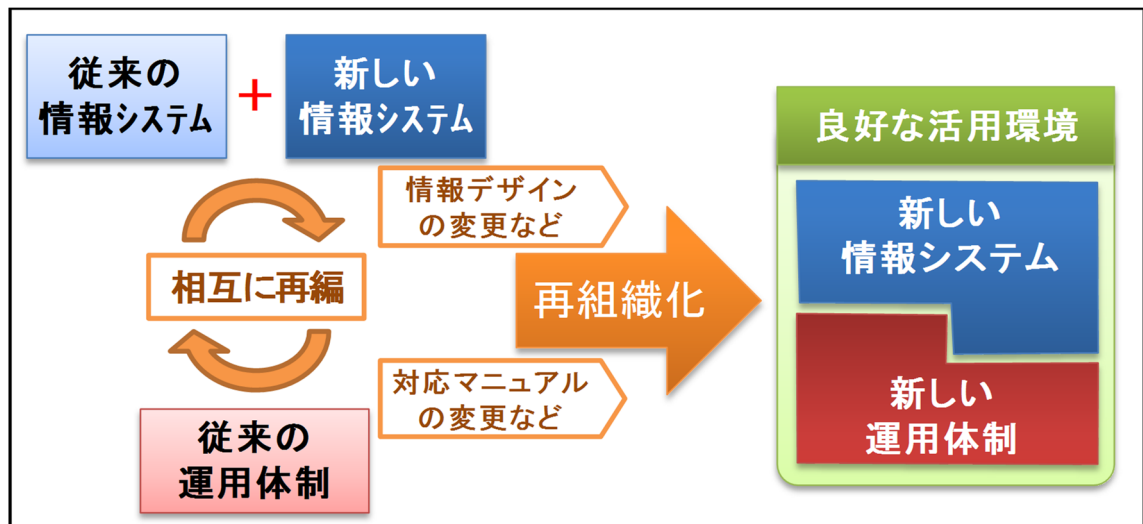 従来の
情報システム
+
新しい
情報システム
情報デザイン
の変更など
相互に再編
再組織化
対応マニュアル
の変更など
従来の
運用体制
良好な活用環境
新しい
情報システム
新しい
運用体制